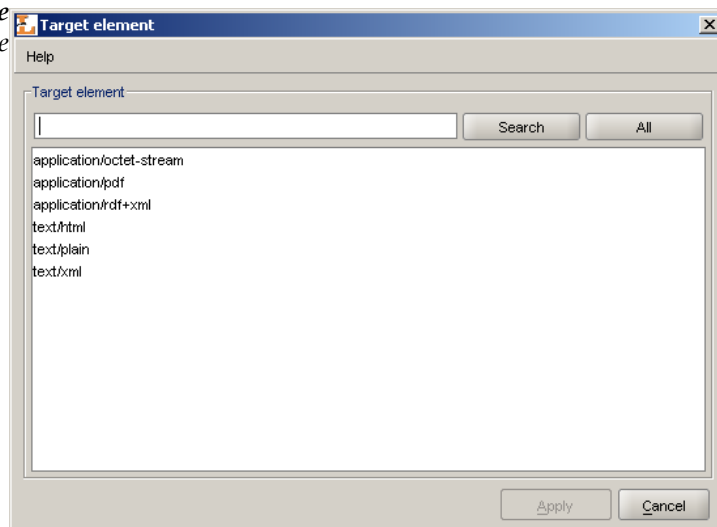 e
Target element
e
Help
Target element
Search All
application/octet-stream
application/pdf
application/rdf+xml
text/html
text/plain
text/xml
Apply Cancel